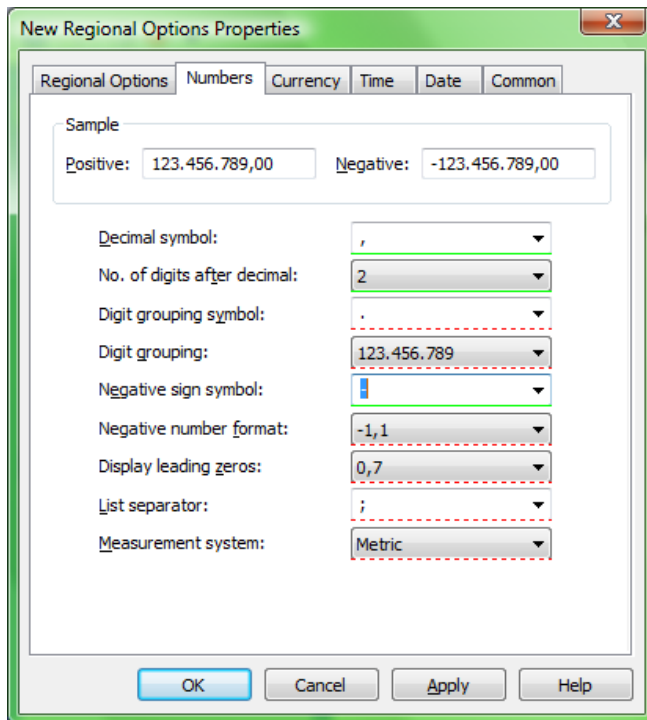 New Regional Options Properties
Regional Options Numbers Currency Time Date Common
Sample
Positive: 123.456.789,00 Negative: -123.456.789,00
Decimal symbol: ,
No. of digits after decimal: 2
Digit grouping symbol: .
Digit grouping: 123.456.789
Negative sign symbol: -
Negative number format: -1,1
Display leading zeros: 0,7
List separator: ;
Measurement system: Metric
OK Cancel Apply Help